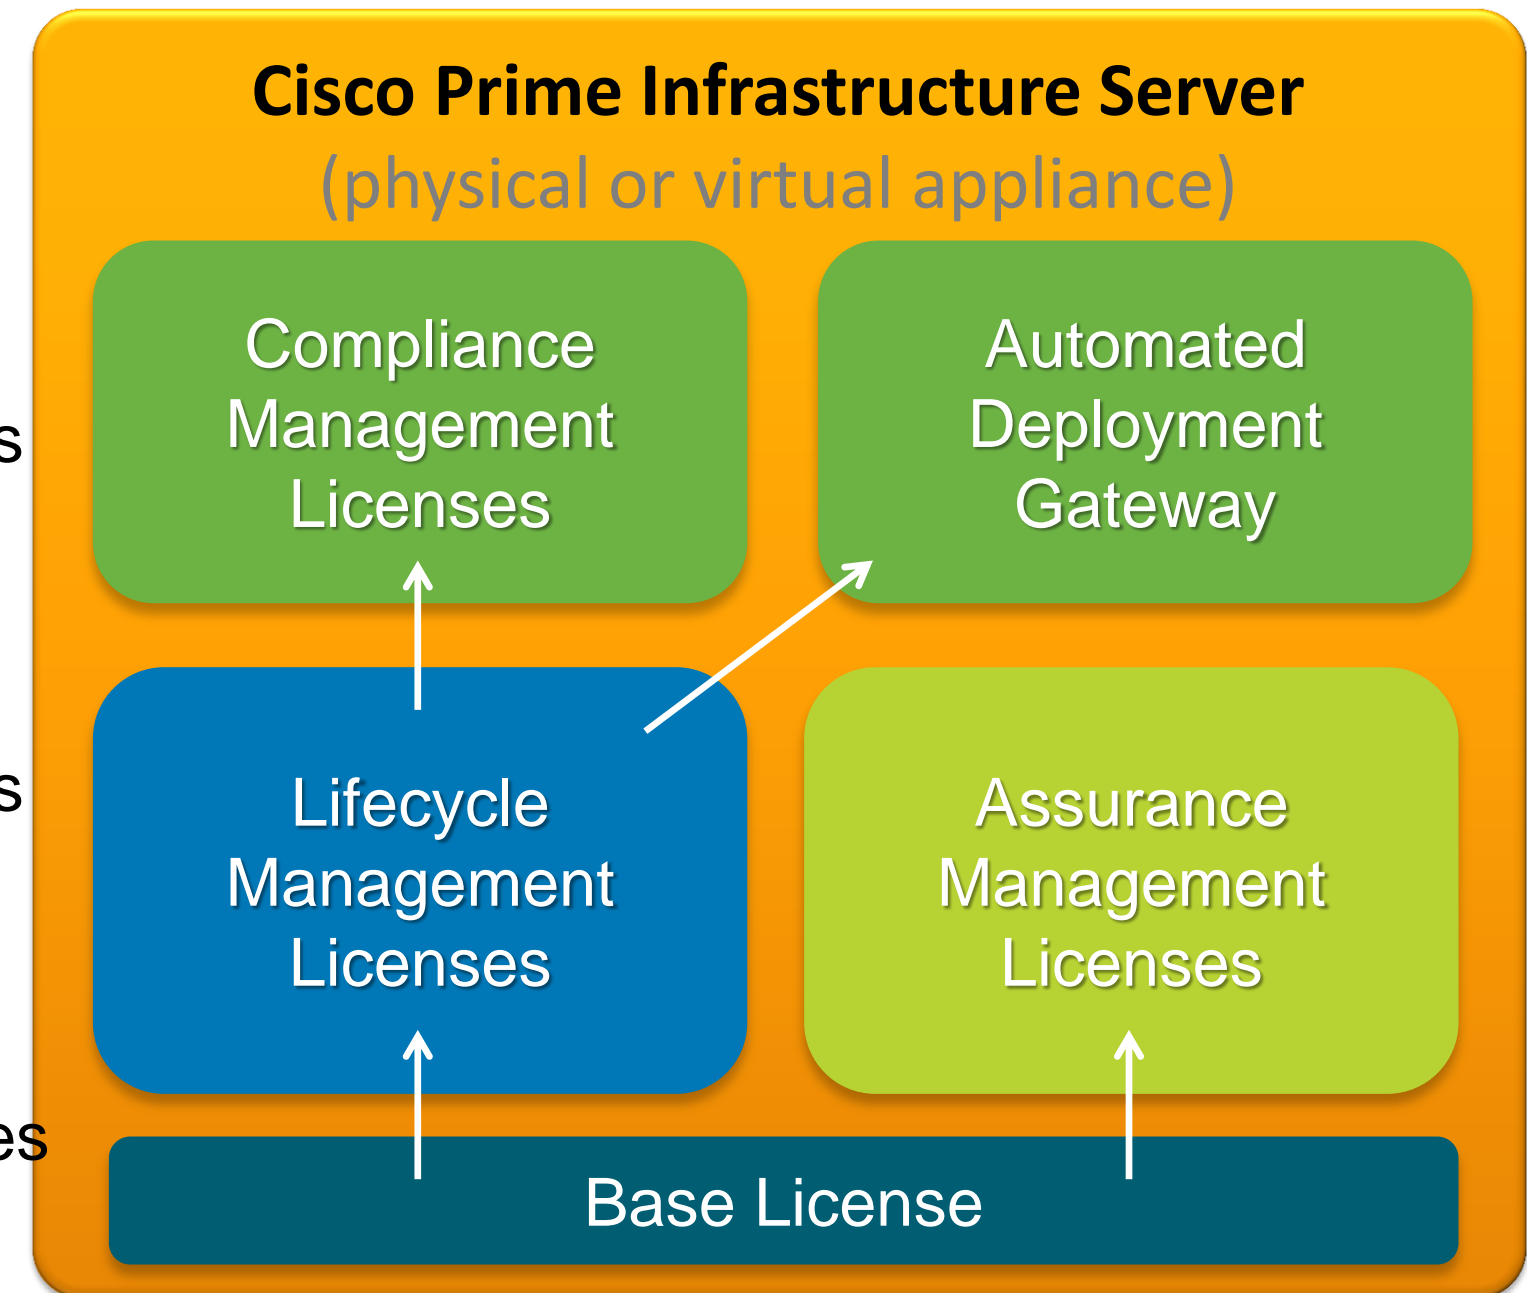 Cisco Prime Infrastructure Server
(physical or virtual appliance)
Compliance
Management
Licenses
Automated
Deployment
Gateway
Lifecycle
Management
Licenses
Assurance
Management
Licenses
Base License